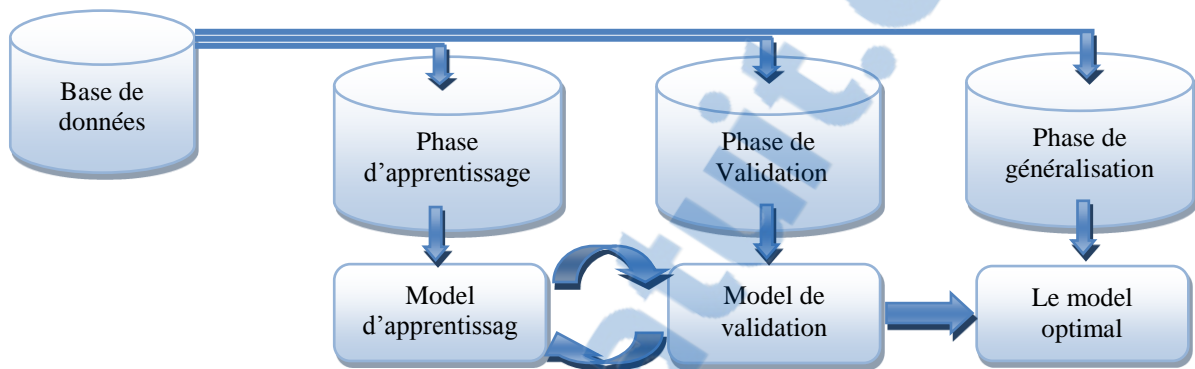 Base de
données
Phase
d’apprentissage
Phase de
Validation
Phase de
généralisation
Model
d’apprentissag
Model de
validation
Le model
optimal